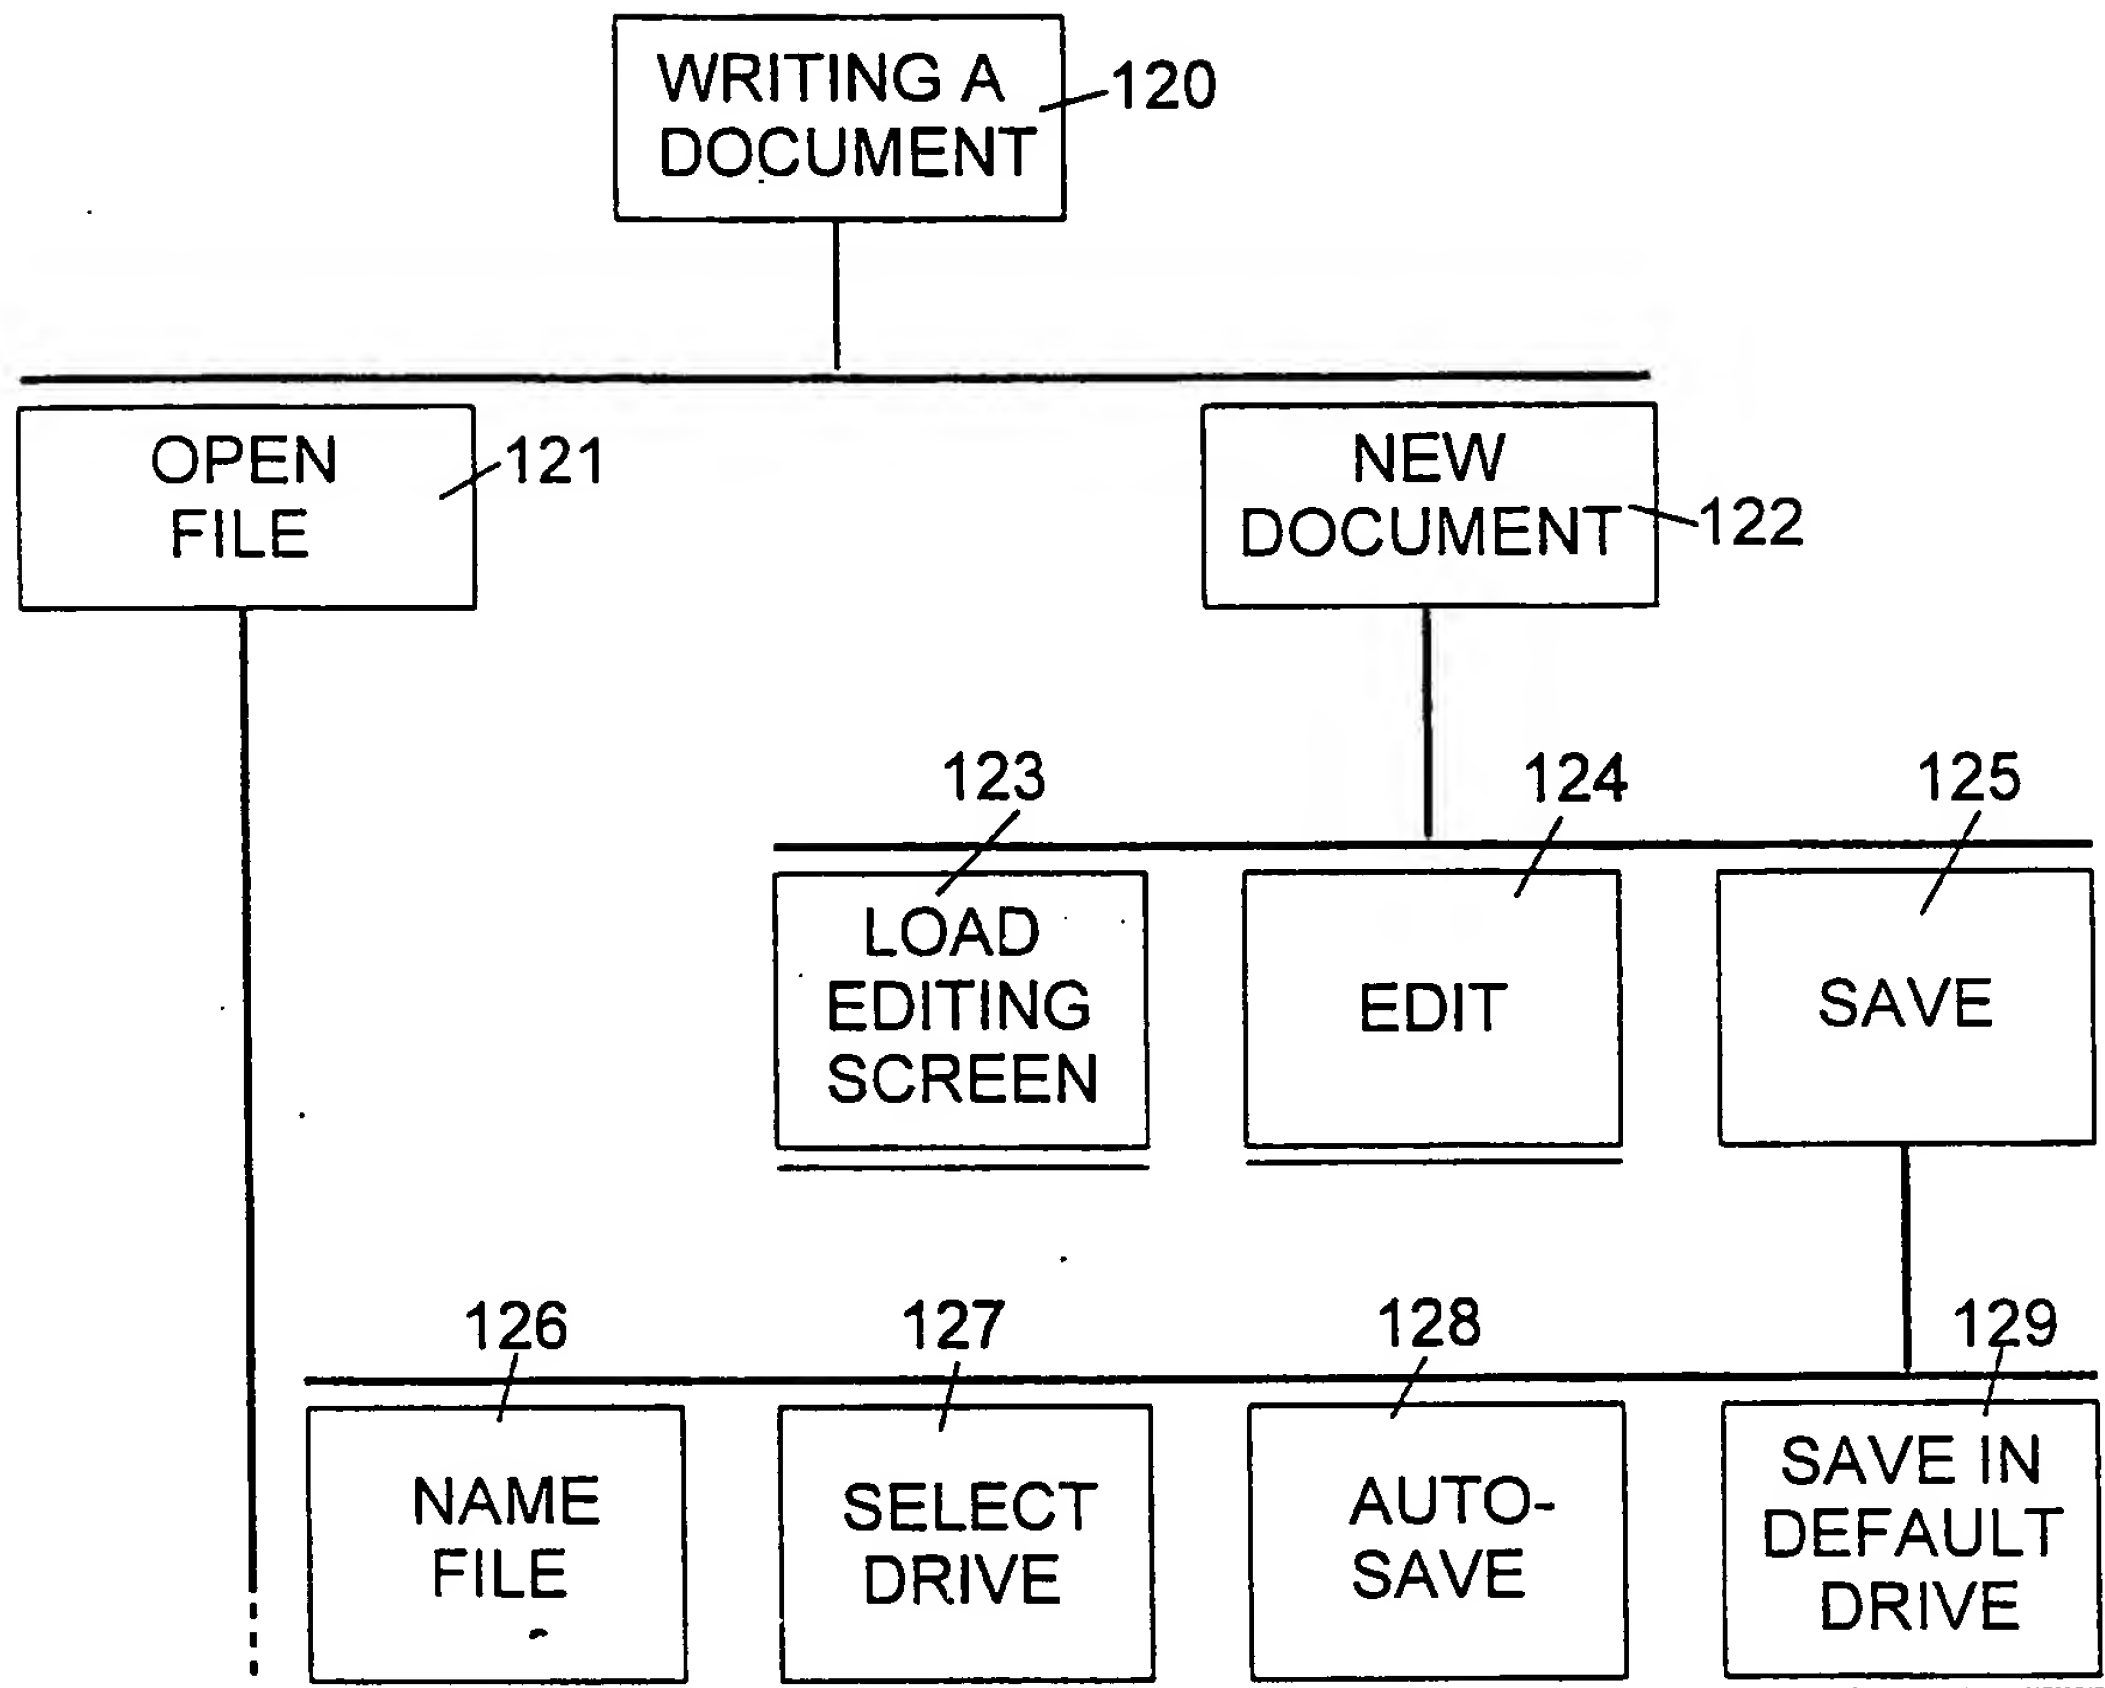 WRITING A
DOCUMENT
120
OPEN
FILE
121
NEW
DOCUMENT
122
123
124
125
LOAD
EDITING
SCREEN
EDIT
SAVE
126
127
128
129
NAME
FILE
SELECT
DRIVE
AUTO-
SAVE
SAVE IN
DEFAULT
DRIVE